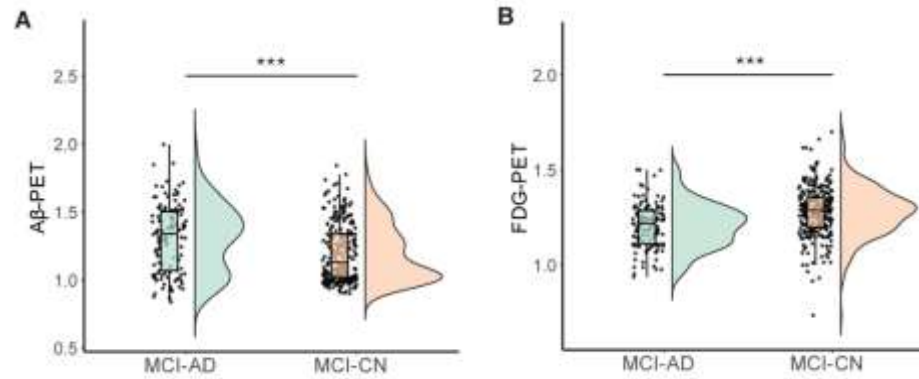 A
Aβ-PET
2.5
2.0
1.5
1.0
0.5
***
MCI-AD
MCI-CN
B
FDG-PET
2.0
1.5
1.0
***
MCI-AD
MCI-CN